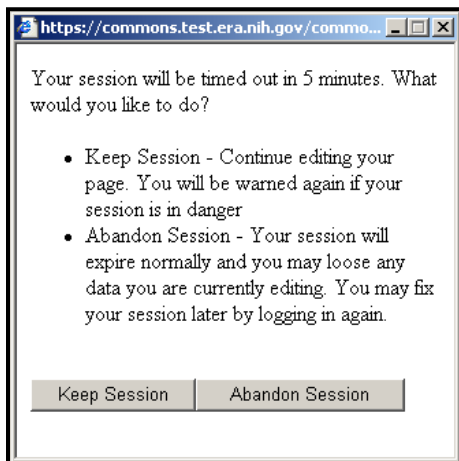 https://commons.test.era.nih.gov/commo...
Your session will be timed out in 5 minutes. What
would you like to do?
• Keep Session - Continue editing your
page. You will be warned again if your
session is in danger
• Abandon Session - Your session will
expire normally and you may loose any
data you are currently editing. You may fix
your session later by logging in again.
Keep Session Abandon Session